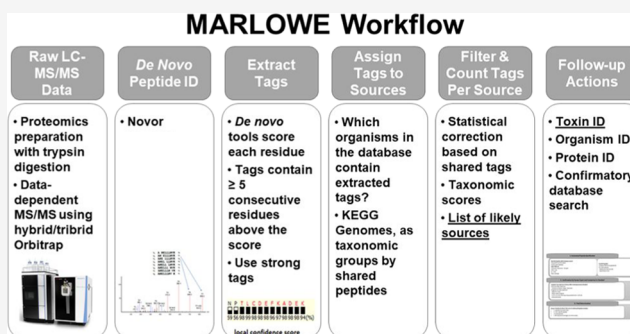 MARLOWE Workflow
Raw LC-
MS/MS
Data
• Proteomics
preparation
with trypsin
digestion
• Data-
dependent
MS/MS using
hybrid/tribrid
Orbitrap
De Novo
Peptide ID
• Novor
Extract
Tags
• De novo
tools score
each residue
• Tags contain
≥ 5
consecutive
residues
above the
score
• Use strong
tags
local confidence score
Assign
Tags to
Sources
• Which
organisms in
the database
contain
extracted
tags?
• KEGG
Genomes, as
taxonomic
groups by
shared
peptides
Filter &
Count Tags
Per Source
• Statistical
correction
based on
shared tags
• Taxonomic
scores
• List of likely
sources
Follow-up
Actions
• Toxin ID
• Organism ID
• Protein ID
• Confirmatory
database
search